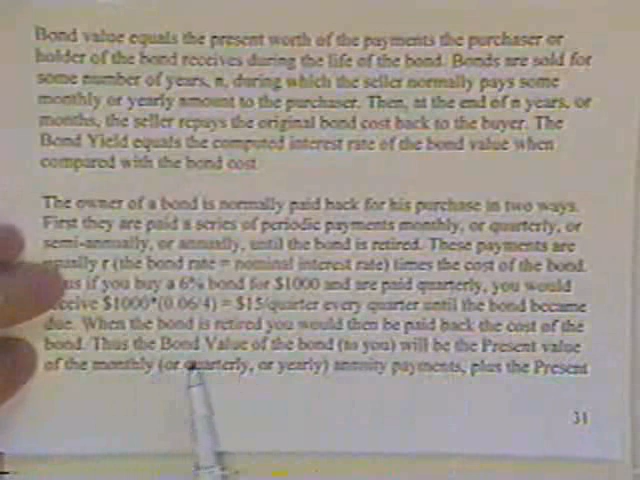 Bond value equals the present worth of the payments the purchaser or
holder of the bond receives during the life of the bond. Bonds are sold for
some number of years, n, during which the seller normally pays some
monthly or yearly amount to the purchaser. Then, at the end of n years, or
months, the seller repays the original bond cost back to the buyer. The
Bond Yield equals the computed interest rate of the bond value when
compared with the bond cost.
The owner of a bond is normally paid back for his purchase in two ways.
First they are paid a series of periodic payments monthly, or quarterly, or
semi-annually, or annually, until the bond is retired. These payments are
r (the bond rate = nominal interest rate) times the cost of the bond.
if you buy a 6% bond for $1000 and are paid quarterly, you would
receive $1000*(0.06/4) = $15/quarter every quarter until the bond became
due. When the bond is retired you would then be paid back the cost of the
bond. Thus the Bond Value of the bond (to you) will be the Present value
of the monthly (or quarterly, or yearly) annuity payments, plus the Present
31